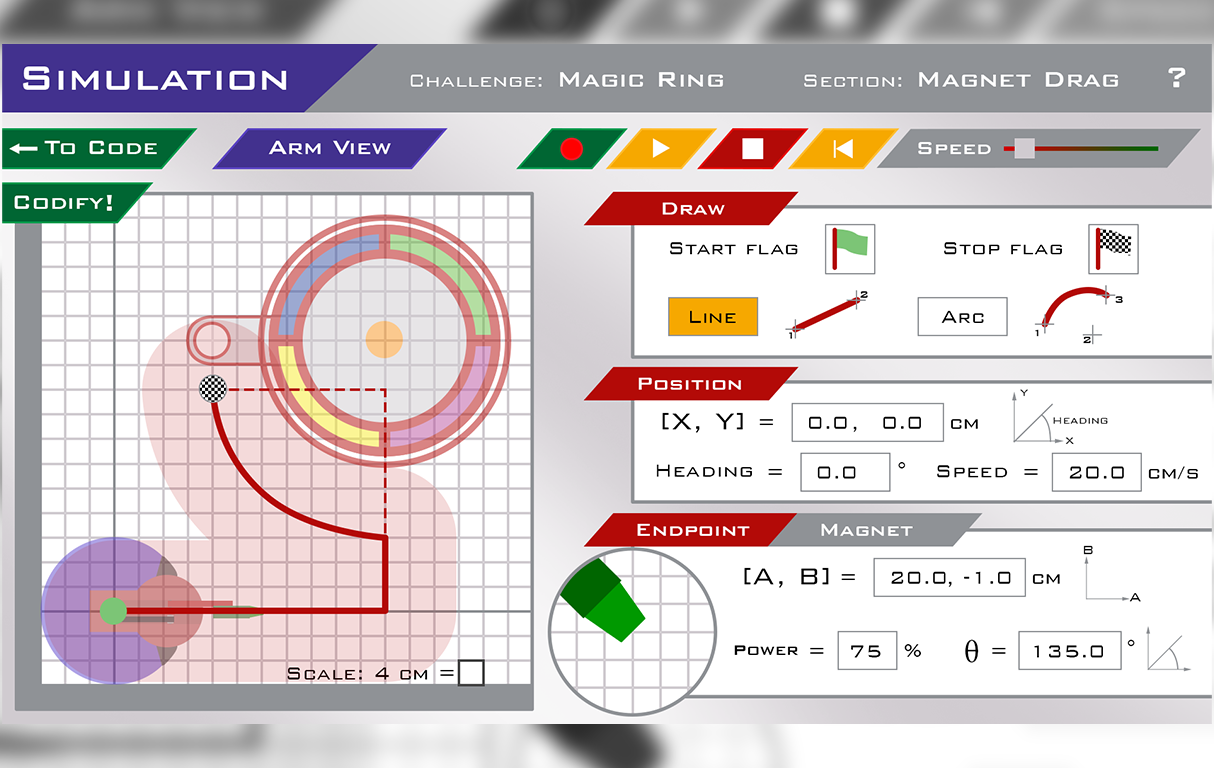 SIMULATION
CHALLENGE: MAGIC RING
SECTION: MAGNET DRAG
?
TO CODE
ARM VIEW
SPEED
CODIFY!
DRAW
START FLAG
STOP FLAG
LINE
1
2
ARC
1
2
3
POSITION
[X, Y] = 0.0, 0.0 CM
Y
HEADING
X
HEADING = 0.0 °
SPEED = 20.0 CM/S
ENDPOINT
MAGNET
[A, B] = 20.0, -1.0 CM
B
A
POWER = 75 %
θ = 135.0 °
SCALE: 4 CM =